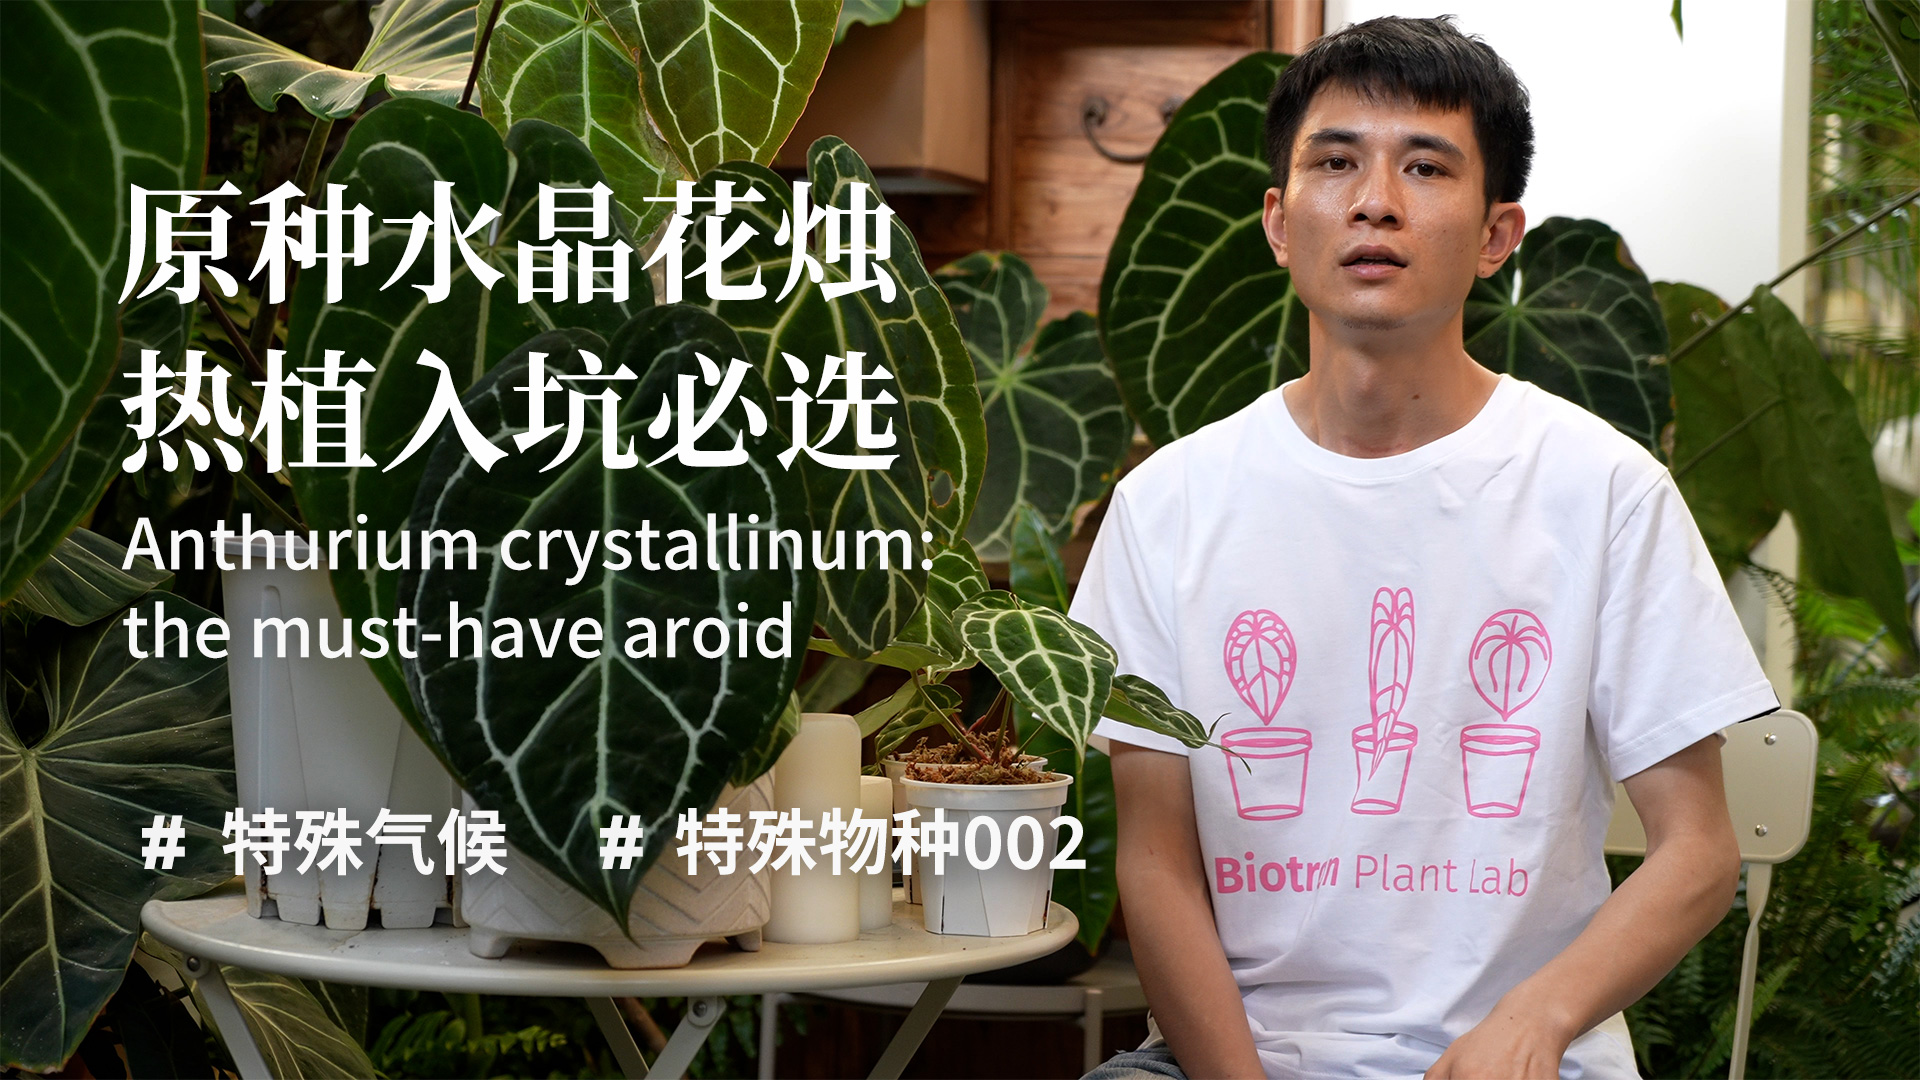 原种水晶花烛
热植入坑必选
Anthurium crystallinum:
the must-have aroid
# 特殊气候 # 特殊物种002
Biotron Plant Lab